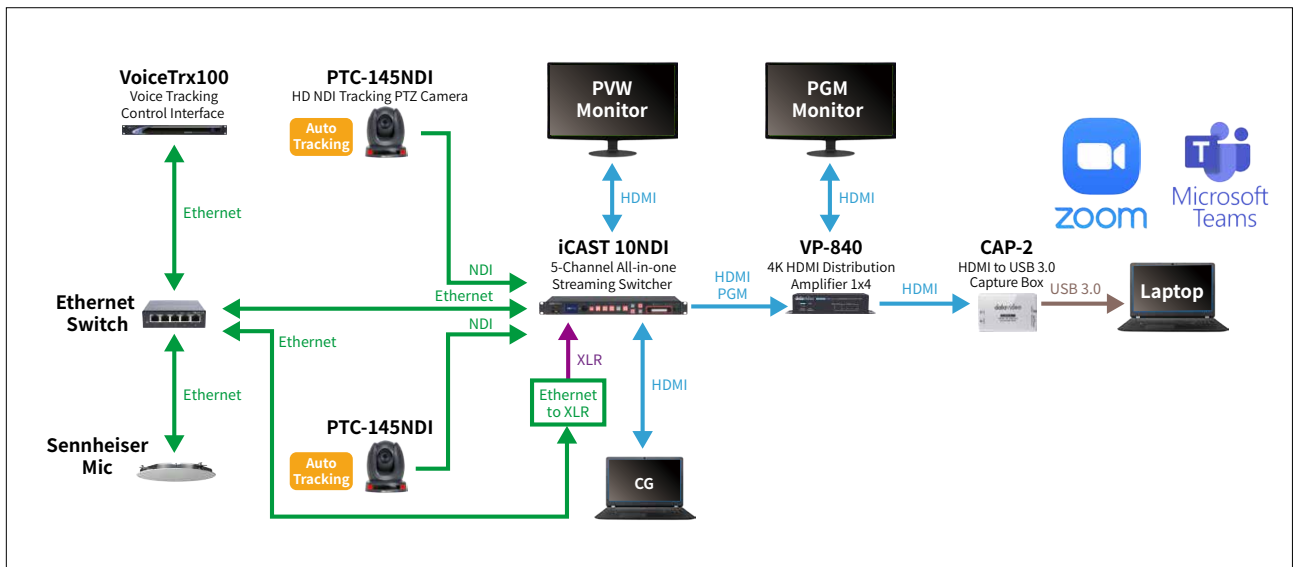 VoiceTrx100
Voice Tracking
Control Interface
PTC-145NDI
HD NDI Tracking PTZ Camera
Auto
Tracking
PVW
Monitor
PGM
Monitor
zoom
T
Microsoft
Teams
Ethernet
HDMI
HDMI
NDI
iCAST 10NDI
5-Channel All-in-one
Streaming Switcher
VP-840
4K HDMI Distribution
Amplifier 1x4
CAP-2
HDMI to USB 3.0
Capture Box
Ethernet
Switch
Ethernet
HDMI
PGM
HDMI
USB 3.0
Laptop
NDI
Ethernet
XLR
Ethernet
HDMI
Ethernet
to XLR
Sennheiser
Mic
PTC-145NDI
Auto
Tracking
CG